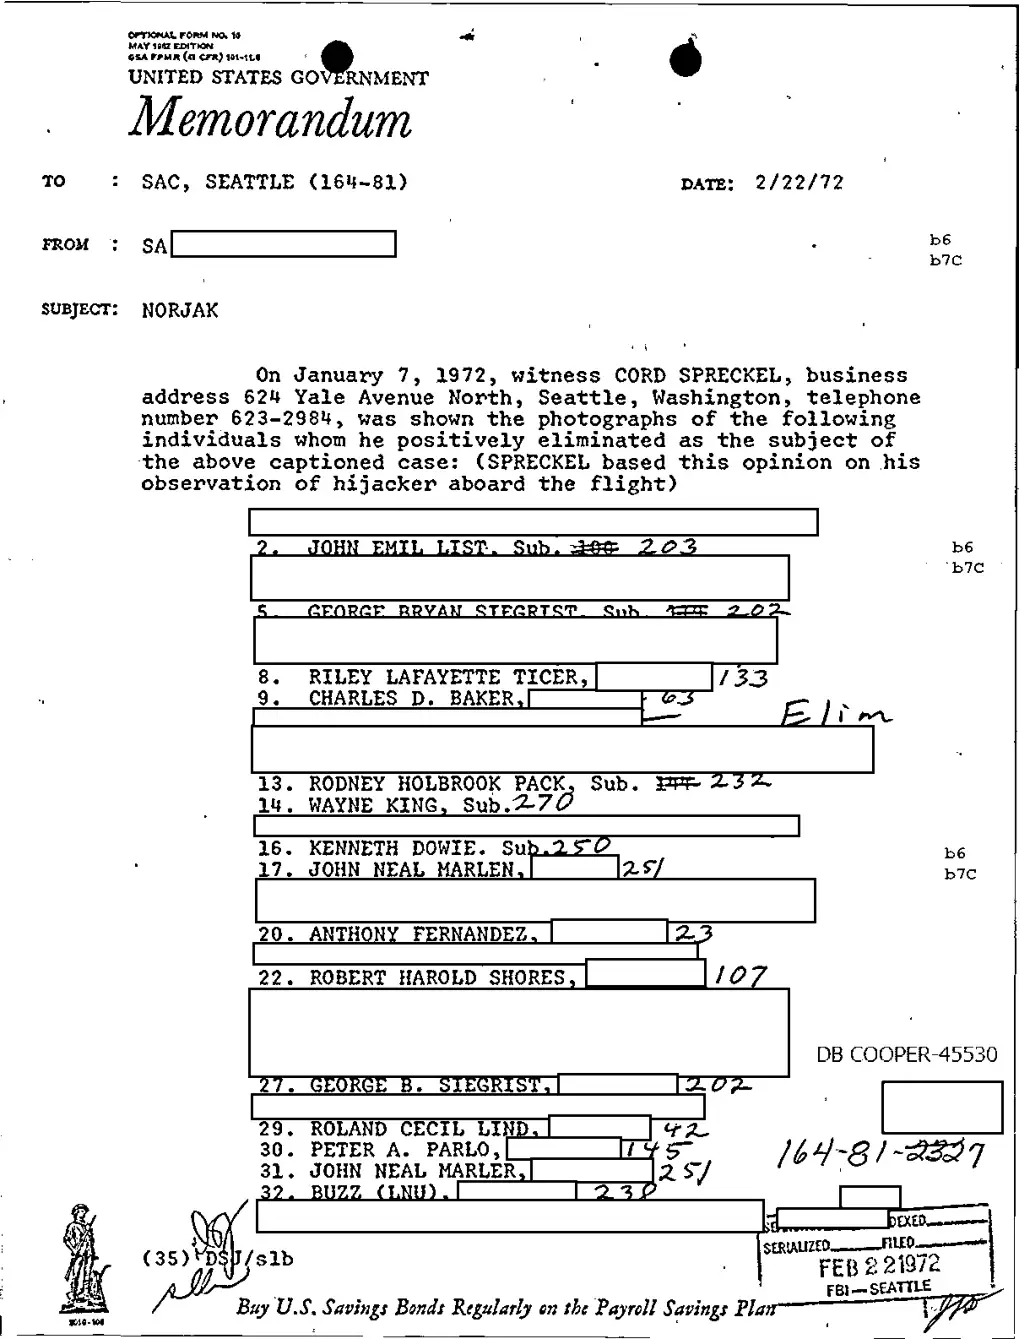 OPTIONAL FORM NO. 10
MAY 1962 EDITION
GSA FPMR (41 CFR) 101-11.6
UNITED STATES GOVERNMENT
Memorandum
TO : SAC, SEATTLE (164-81) DATE: 2/22/72
FROM : SA b6
b7C
SUBJECT: NORJAK
On January 7, 1972, witness CORD SPRECKEL, business
address 624 Yale Avenue North, Seattle, Washington, telephone
number 623-2984, was shown the photographs of the following
individuals whom he positively eliminated as the subject of
the above captioned case: (SPRECKEL based this opinion on his
observation of hijacker aboard the flight)
2. JOHN EMIL LIST. Sub. 203 b6
b7C
5. GEORGE BRYAN SIEGRIST, Sub. 202
8. RILEY LAFAYETTE TICER, 133
9. CHARLES D. BAKER, 63
Elim
13. RODNEY HOLBROOK PACK, Sub. 232
14. WAYNE KING, Sub. 270
16. KENNETH DOWIE. Sub. 250 b6
17. JOHN NEAL MARLEN, 251 b7C
20. ANTHONY FERNANDEZ, 23
22. ROBERT HAROLD SHORES, 107
DB COOPER-45530
27. GEORGE B. SIEGRIST, 202
29. ROLAND CECIL LIND, 42
30. PETER A. PARLO, 145 164-81-2327
31. JOHN NEAL MARLER, 251
32. BUZZ (LNU), 238
DEXED
SERIALIZED FILED
(35) DSJ/slb FEB 2 2 1972
FBI — SEATTLE
Buy U.S. Savings Bonds Regularly on the Payroll Savings Plan
5010-108